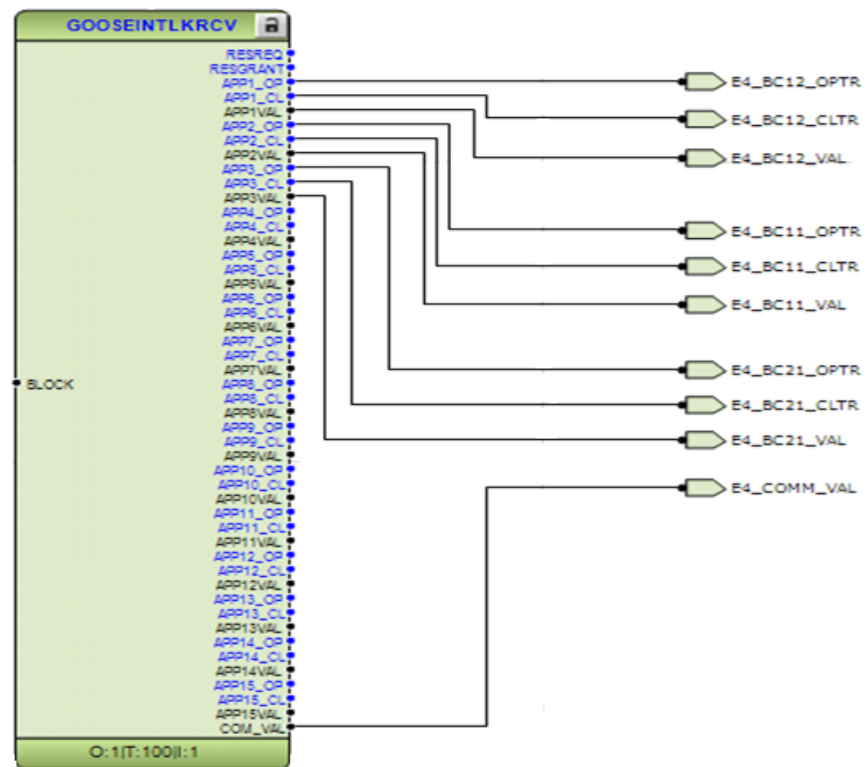 GOOSEINTLKRCV
RESREQ
RESGRANT
APP1_OP
APP1_CL
APP1VAL
APP2_OP
APP2_CL
APP2VAL
APP3_OP
APP3_CL
APP3VAL
APP4_OP
APP4_CL
APP4VAL
APP5_OP
APP5_CL
APP5VAL
APP6_OP
APP6_CL
APP6VAL
APP7_OP
APP7_CL
APP7VAL
APP8_OP
APP8_CL
APP8VAL
APP9_OP
APP9_CL
APP9VAL
APP10_OP
APP10_CL
APP10VAL
APP11_OP
APP11_CL
APP11VAL
APP12_OP
APP12_CL
APP12VAL
APP13_OP
APP13_CL
APP13VAL
APP14_OP
APP14_CL
APP14VAL
APP15_OP
APP15_CL
APP15VAL
COM_VAL
BLOCK
O:1|T:100|I:1
E4_BC12_OPTR
E4_BC12_CLTR
E4_BC12_VAL
E4_BC11_OPTR
E4_BC11_CLTR
E4_BC11_VAL
E4_BC21_OPTR
E4_BC21_CLTR
E4_BC21_VAL
E4_COMM_VAL